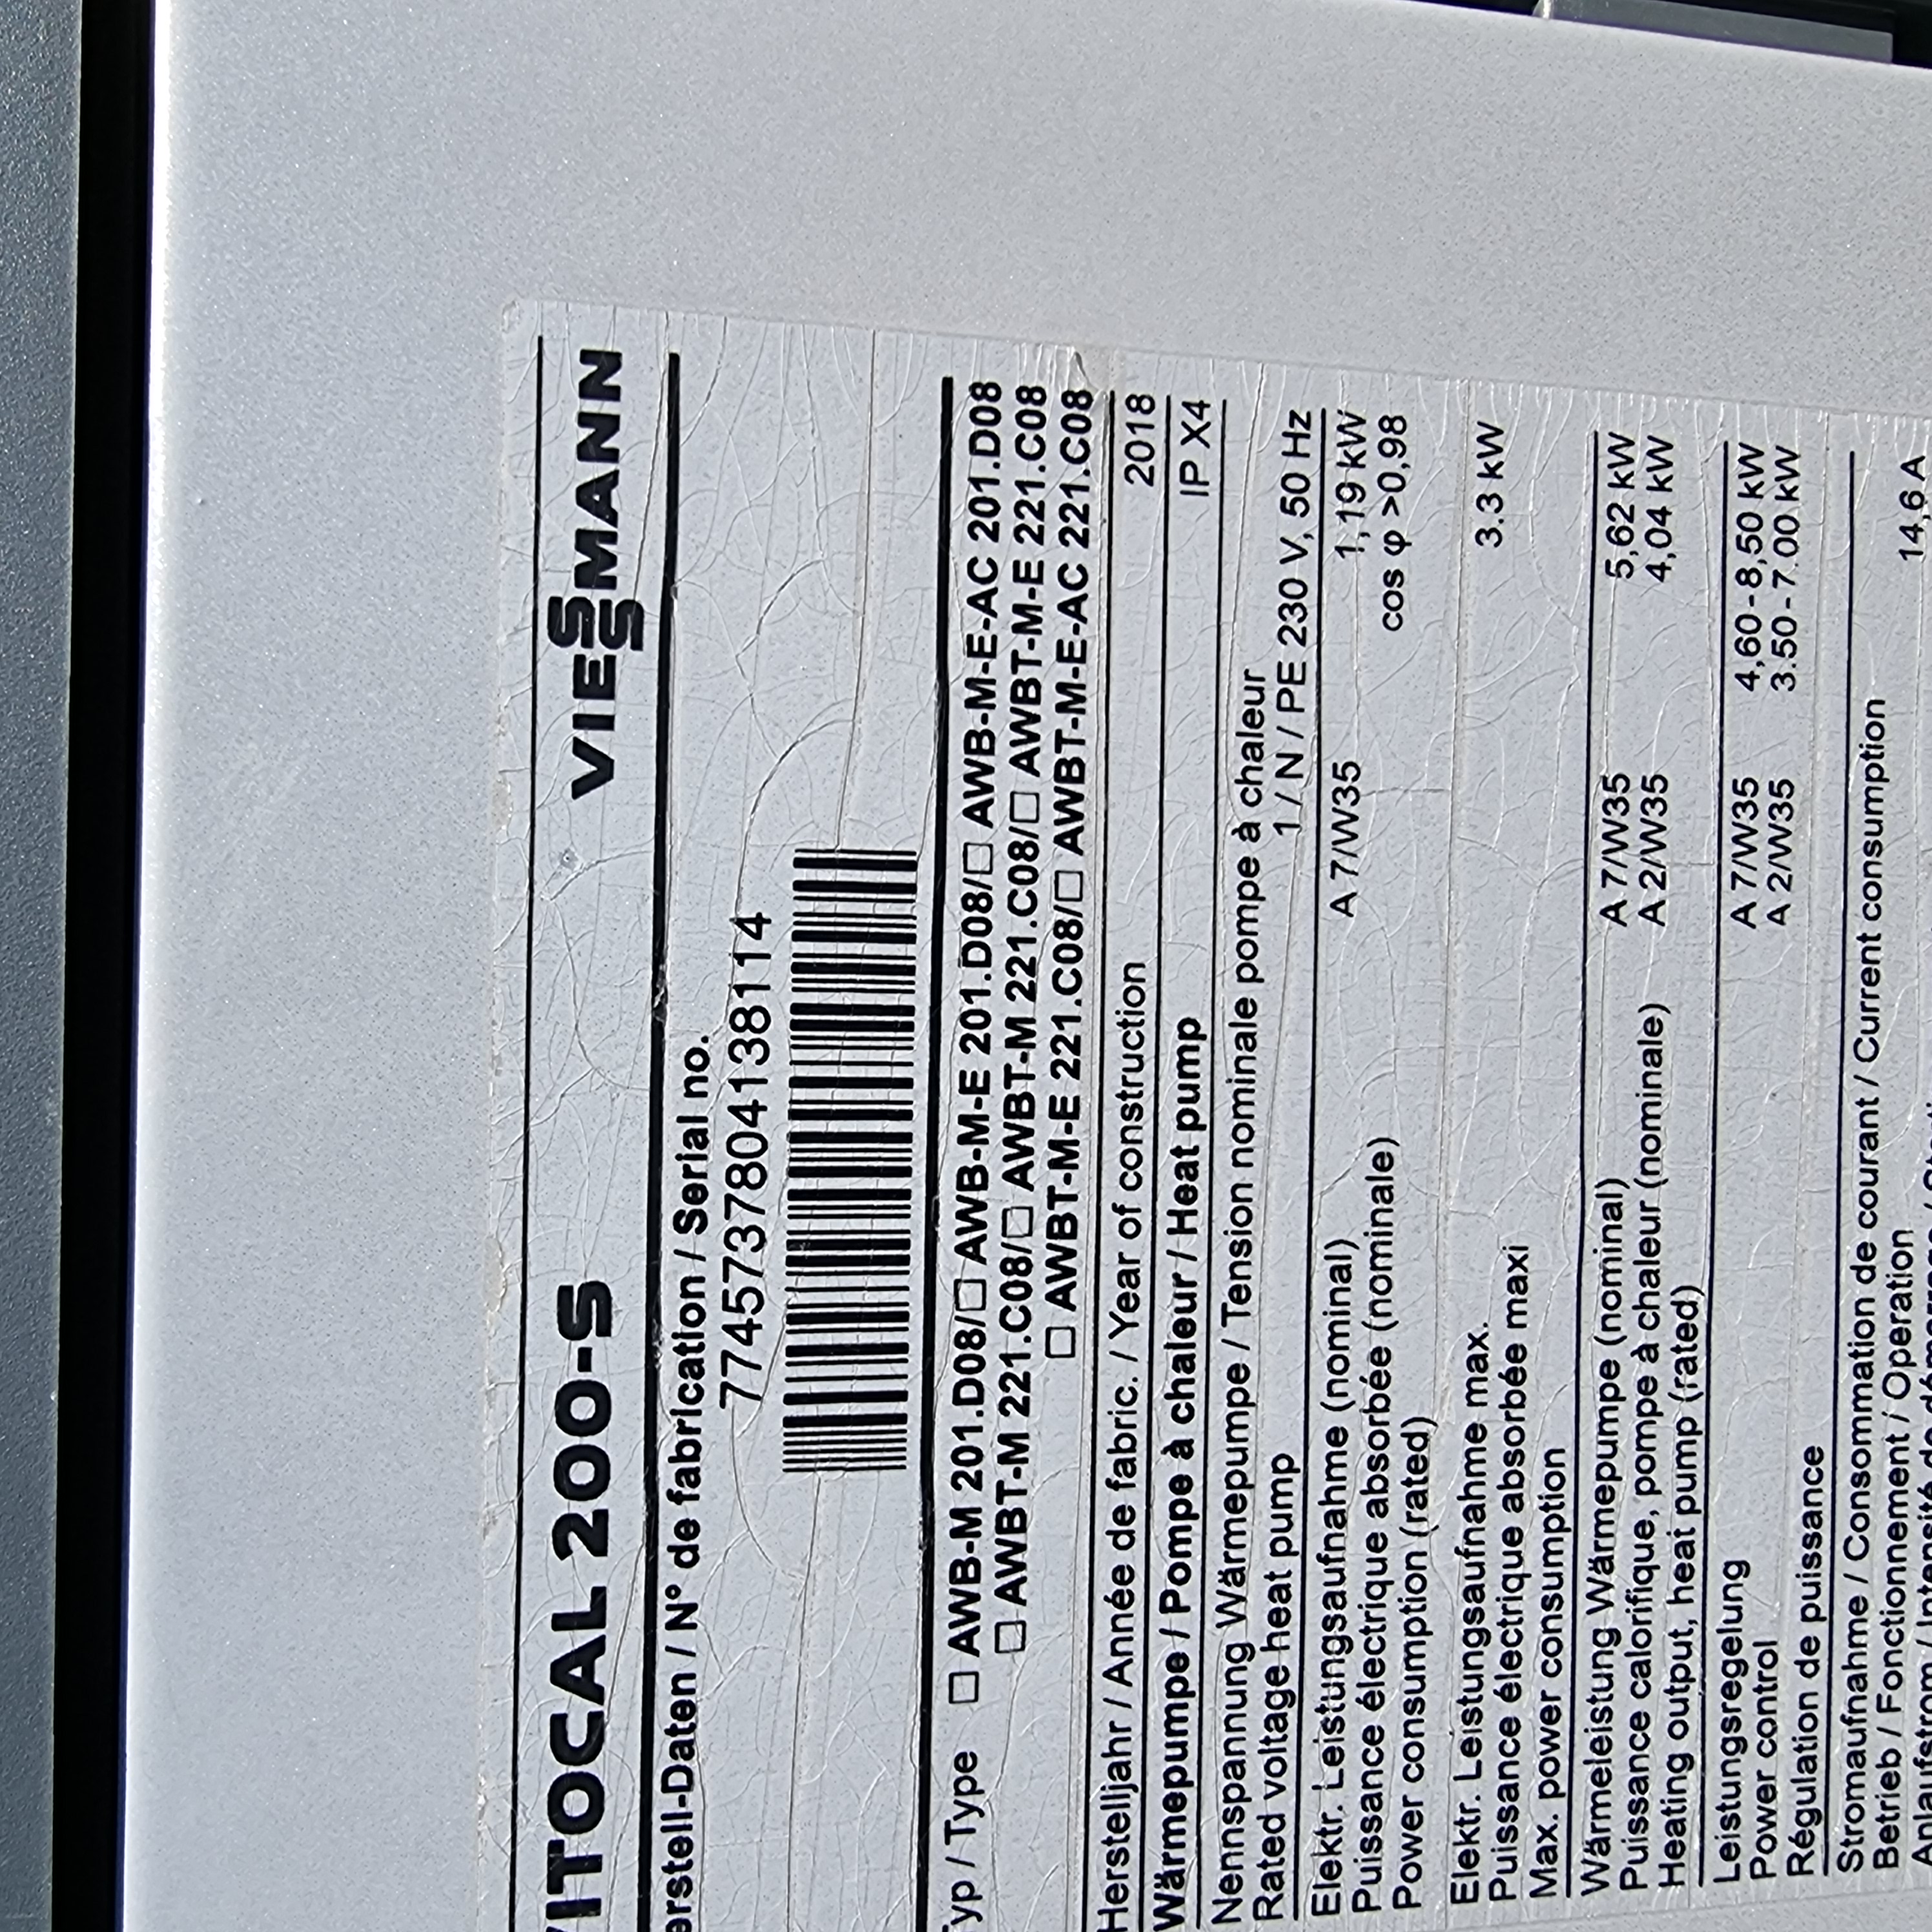 VITOCAL 200-S VIESSMANN
erstell-Daten / N° de fabrication / Serial no.
7745737804138114
Typ / Type □ AWB-M 201.D08/□ AWB-M-E 201.D08/□ AWB-M-E-AC 201.D08
□ AWBT-M 221.C08/□ AWBT-M 221.C08/□ AWBT-M-E 221.C08
□ AWBT-M-E 221.C08/□ AWBT-M-E-AC 221.C08
Herstelljahr / Année de fabric. / Year of construction 2018
Wärmepumpe / Pompe à chaleur / Heat pump IP X4
Nennspannung Wärmepumpe / Tension nominale pompe à chaleur
Rated voltage heat pump 1 / N / PE 230 V, 50 Hz
Elektr. Leistungsaufnahme (nominal) A 7/W35 1,19 kW
Puissance électrique absorbée (nominale) cos φ >0,98
Power consumption (rated)
Elektr. Leistungsaufnahme max. 3.3 kW
Puissance électrique absorbée maxi
Max. power consumption
Wärmeleistung Wärmepumpe (nominal) A 7/W35 5,62 kW
Puissance calorifique, pompe à chaleur (nominale) A 2/W35 4,04 kW
Heating output, heat pump (rated)
Leistungsregelung A 7/W35 4,60 - 8,50 kW
Power control A 2/W35 3.50 - 7.00 kW
Régulation de puissance
Stromaufnahme / Consommation de courant / Current consumption
Betrieb / Fonctionnement / Operation 14,6 A